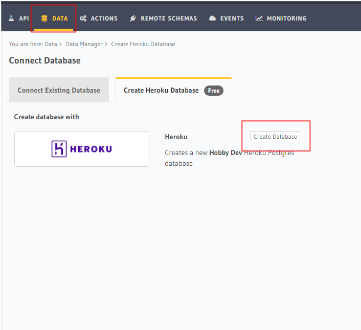 API DATA ACTIONS REMOTE SCHEMAS EVENTS MONITORING
You are here: Data > Data Manager > Create Heroku Database
Connect Database
Connect Existing Database Create Heroku Database Free
Create database with
HEROKU
Heroku Create Database
Creates a new Hobby Dev Heroku Postgres
database